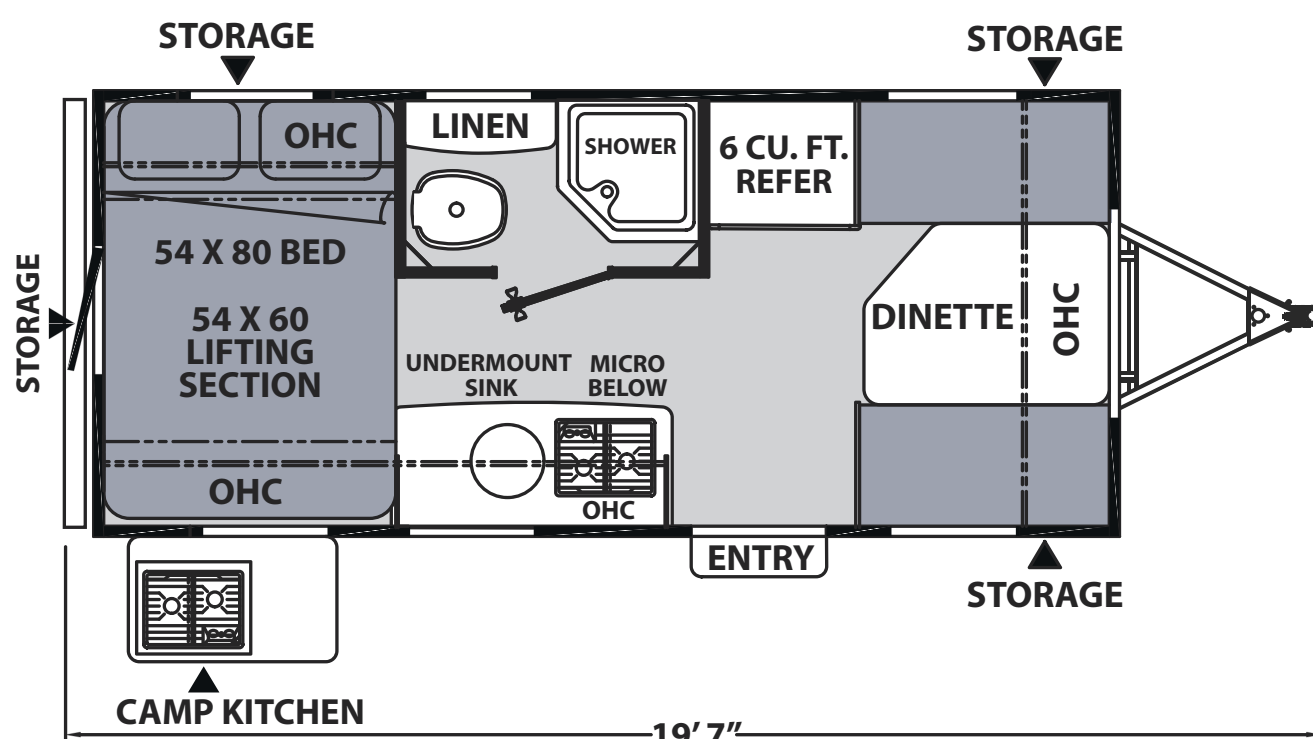 STORAGE
STORAGE
OHC
LINEN
SHOWER
6 CU. FT.
REFER
54 X 80 BED
STORAGE
54 X 60
LIFTING
SECTION
DINETTE
OHC
UNDERMOUNT
SINK
MICRO
BELOW
OHC
OHC
ENTRY
STORAGE
CAMP KITCHEN
19' 7"